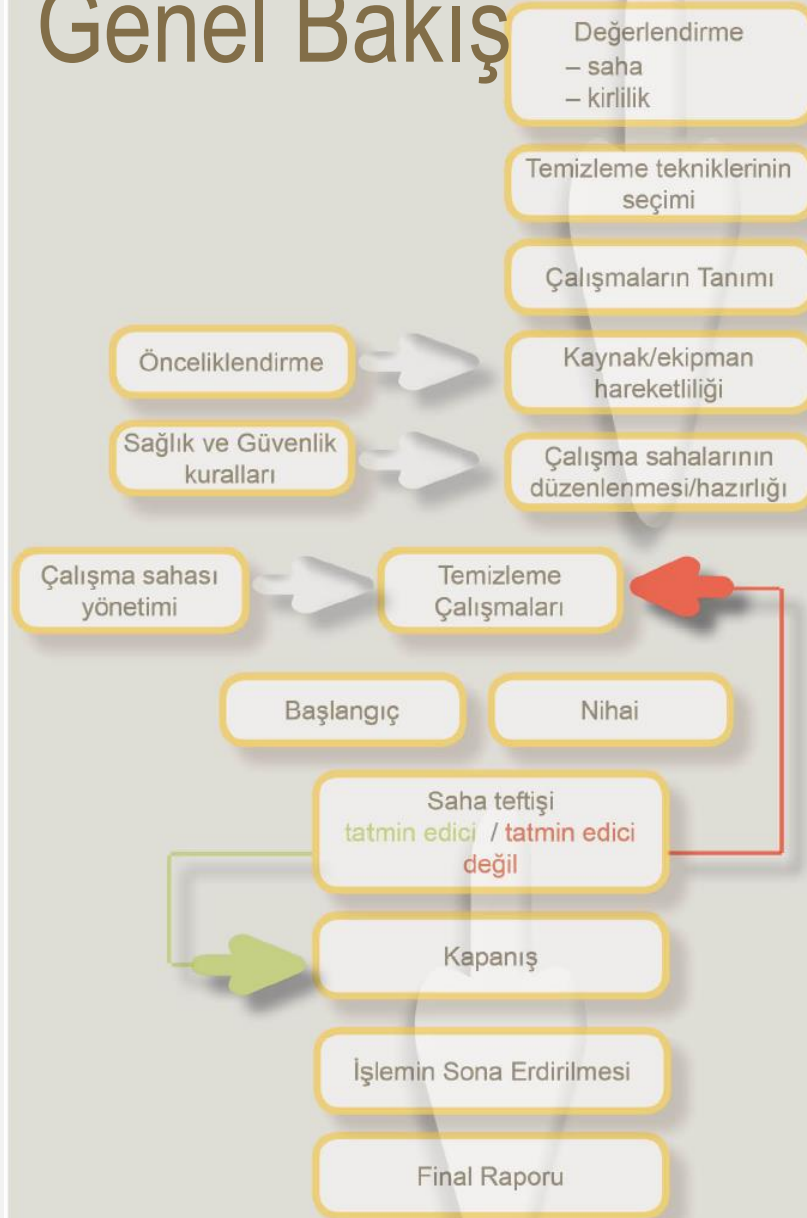 Genel Bakış
Değerlendirme
– saha
– kirlilik
Temizleme tekniklerinin
seçimi
Çalışmaların Tanımı
Önceliklendirme
Kaynak/ekipman
hareketliliği
Sağlık ve Güvenlik
kuralları
Çalışma sahalarının
düzenlenmesi/hazırlığı
Çalışma sahası
yönetimi
Temizleme
Çalışmaları
Başlangıç
Nihai
Saha teftişi
tatmin edici / tatmin edici
değil
Kapanış
İşlemin Sona Erdirilmesi
Final Raporu